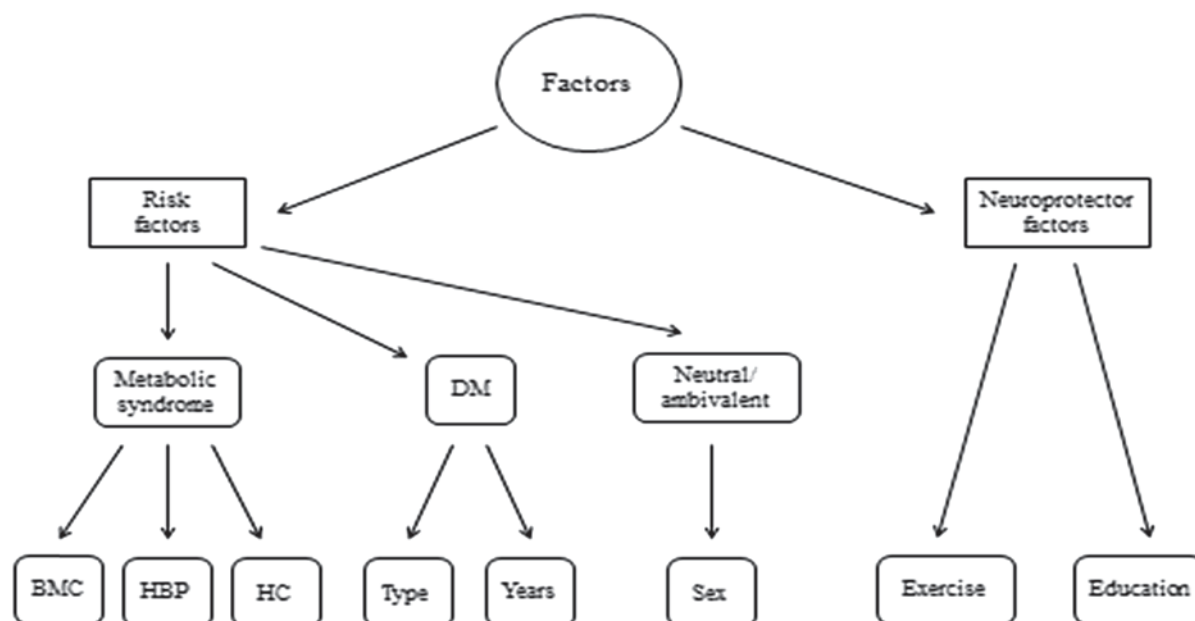 Factors
Risk
factors
Neuroprotector
factors
Metabolic
syndrome
DM
Neutral/
ambivalent
BMC
HBP
HC
Type
Years
Sex
Exercise
Education